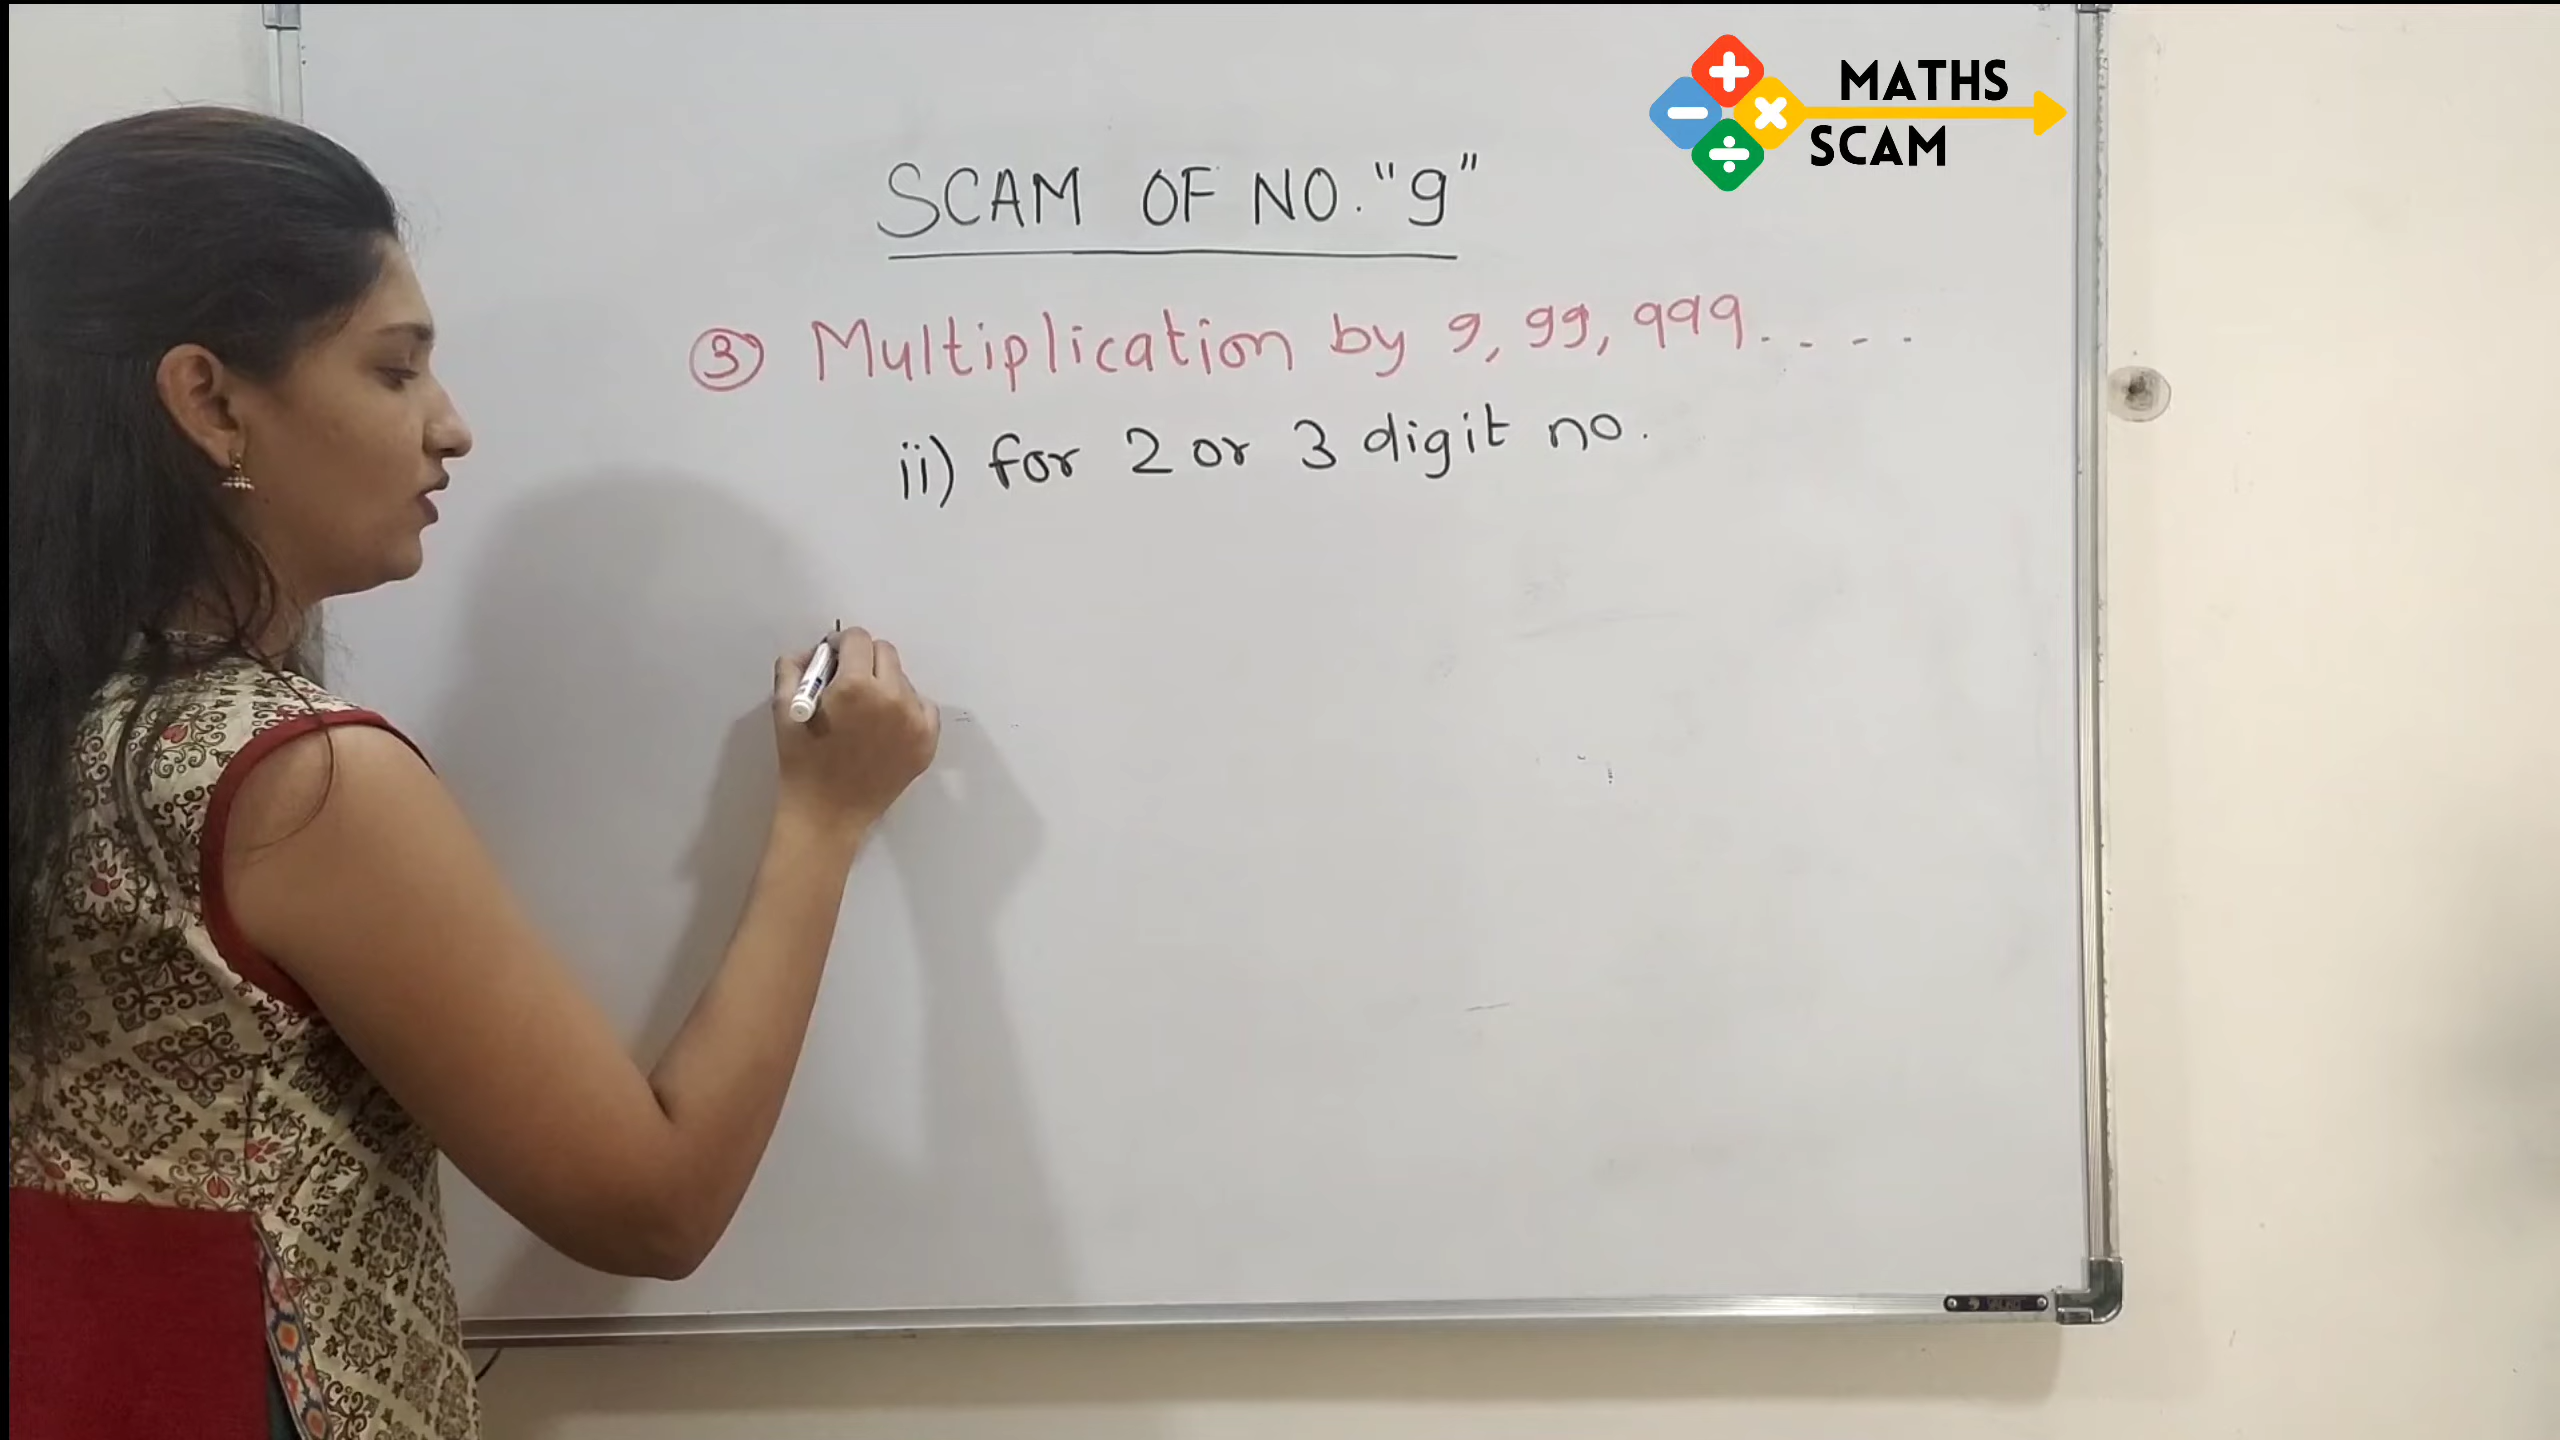 MATHS
SCAM
SCAM OF NO. "9"
③ Multiplication by 9, 99, 999. . . .
ii) for 2 or 3 digit no.